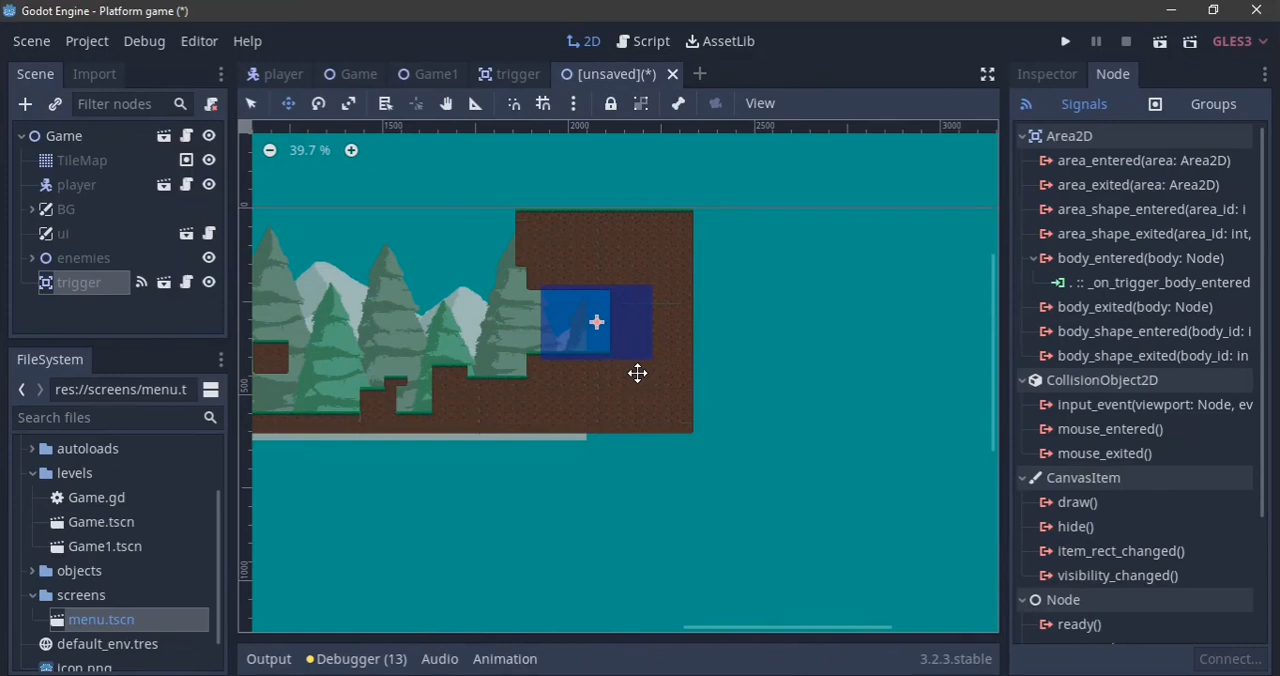 Godot Engine - Platform game (*)
Scene Project Debug Editor Help
2D Script AssetLib
GLES3
Scene Import
player Game Game1 trigger [unsaved](*)
Inspector Node
Filter nodes
View
Signals Groups
1500 2000 2500 3000
39.7 %
0
500
1000
Game
TileMap
player
BG
ui
enemies
trigger
FileSystem
res://screens/menu.t
Search files
autoloads
levels
Game.gd
Game.tscn
Game1.tscn
objects
screens
menu.tscn
default_env.tres
icon.png
Area2D
area_entered(area: Area2D)
area_exited(area: Area2D)
area_shape_entered(area_id: i
area_shape_exited(area_id: int,
body_entered(body: Node)
. :: _on_trigger_body_entered
body_exited(body: Node)
body_shape_entered(body_id: i
body_shape_exited(body_id: in
CollisionObject2D
input_event(viewport: Node, ev
mouse_entered()
mouse_exited()
CanvasItem
draw()
hide()
item_rect_changed()
visibility_changed()
Node
ready()
Output Debugger (13) Audio Animation 3.2.3.stable
Connect...